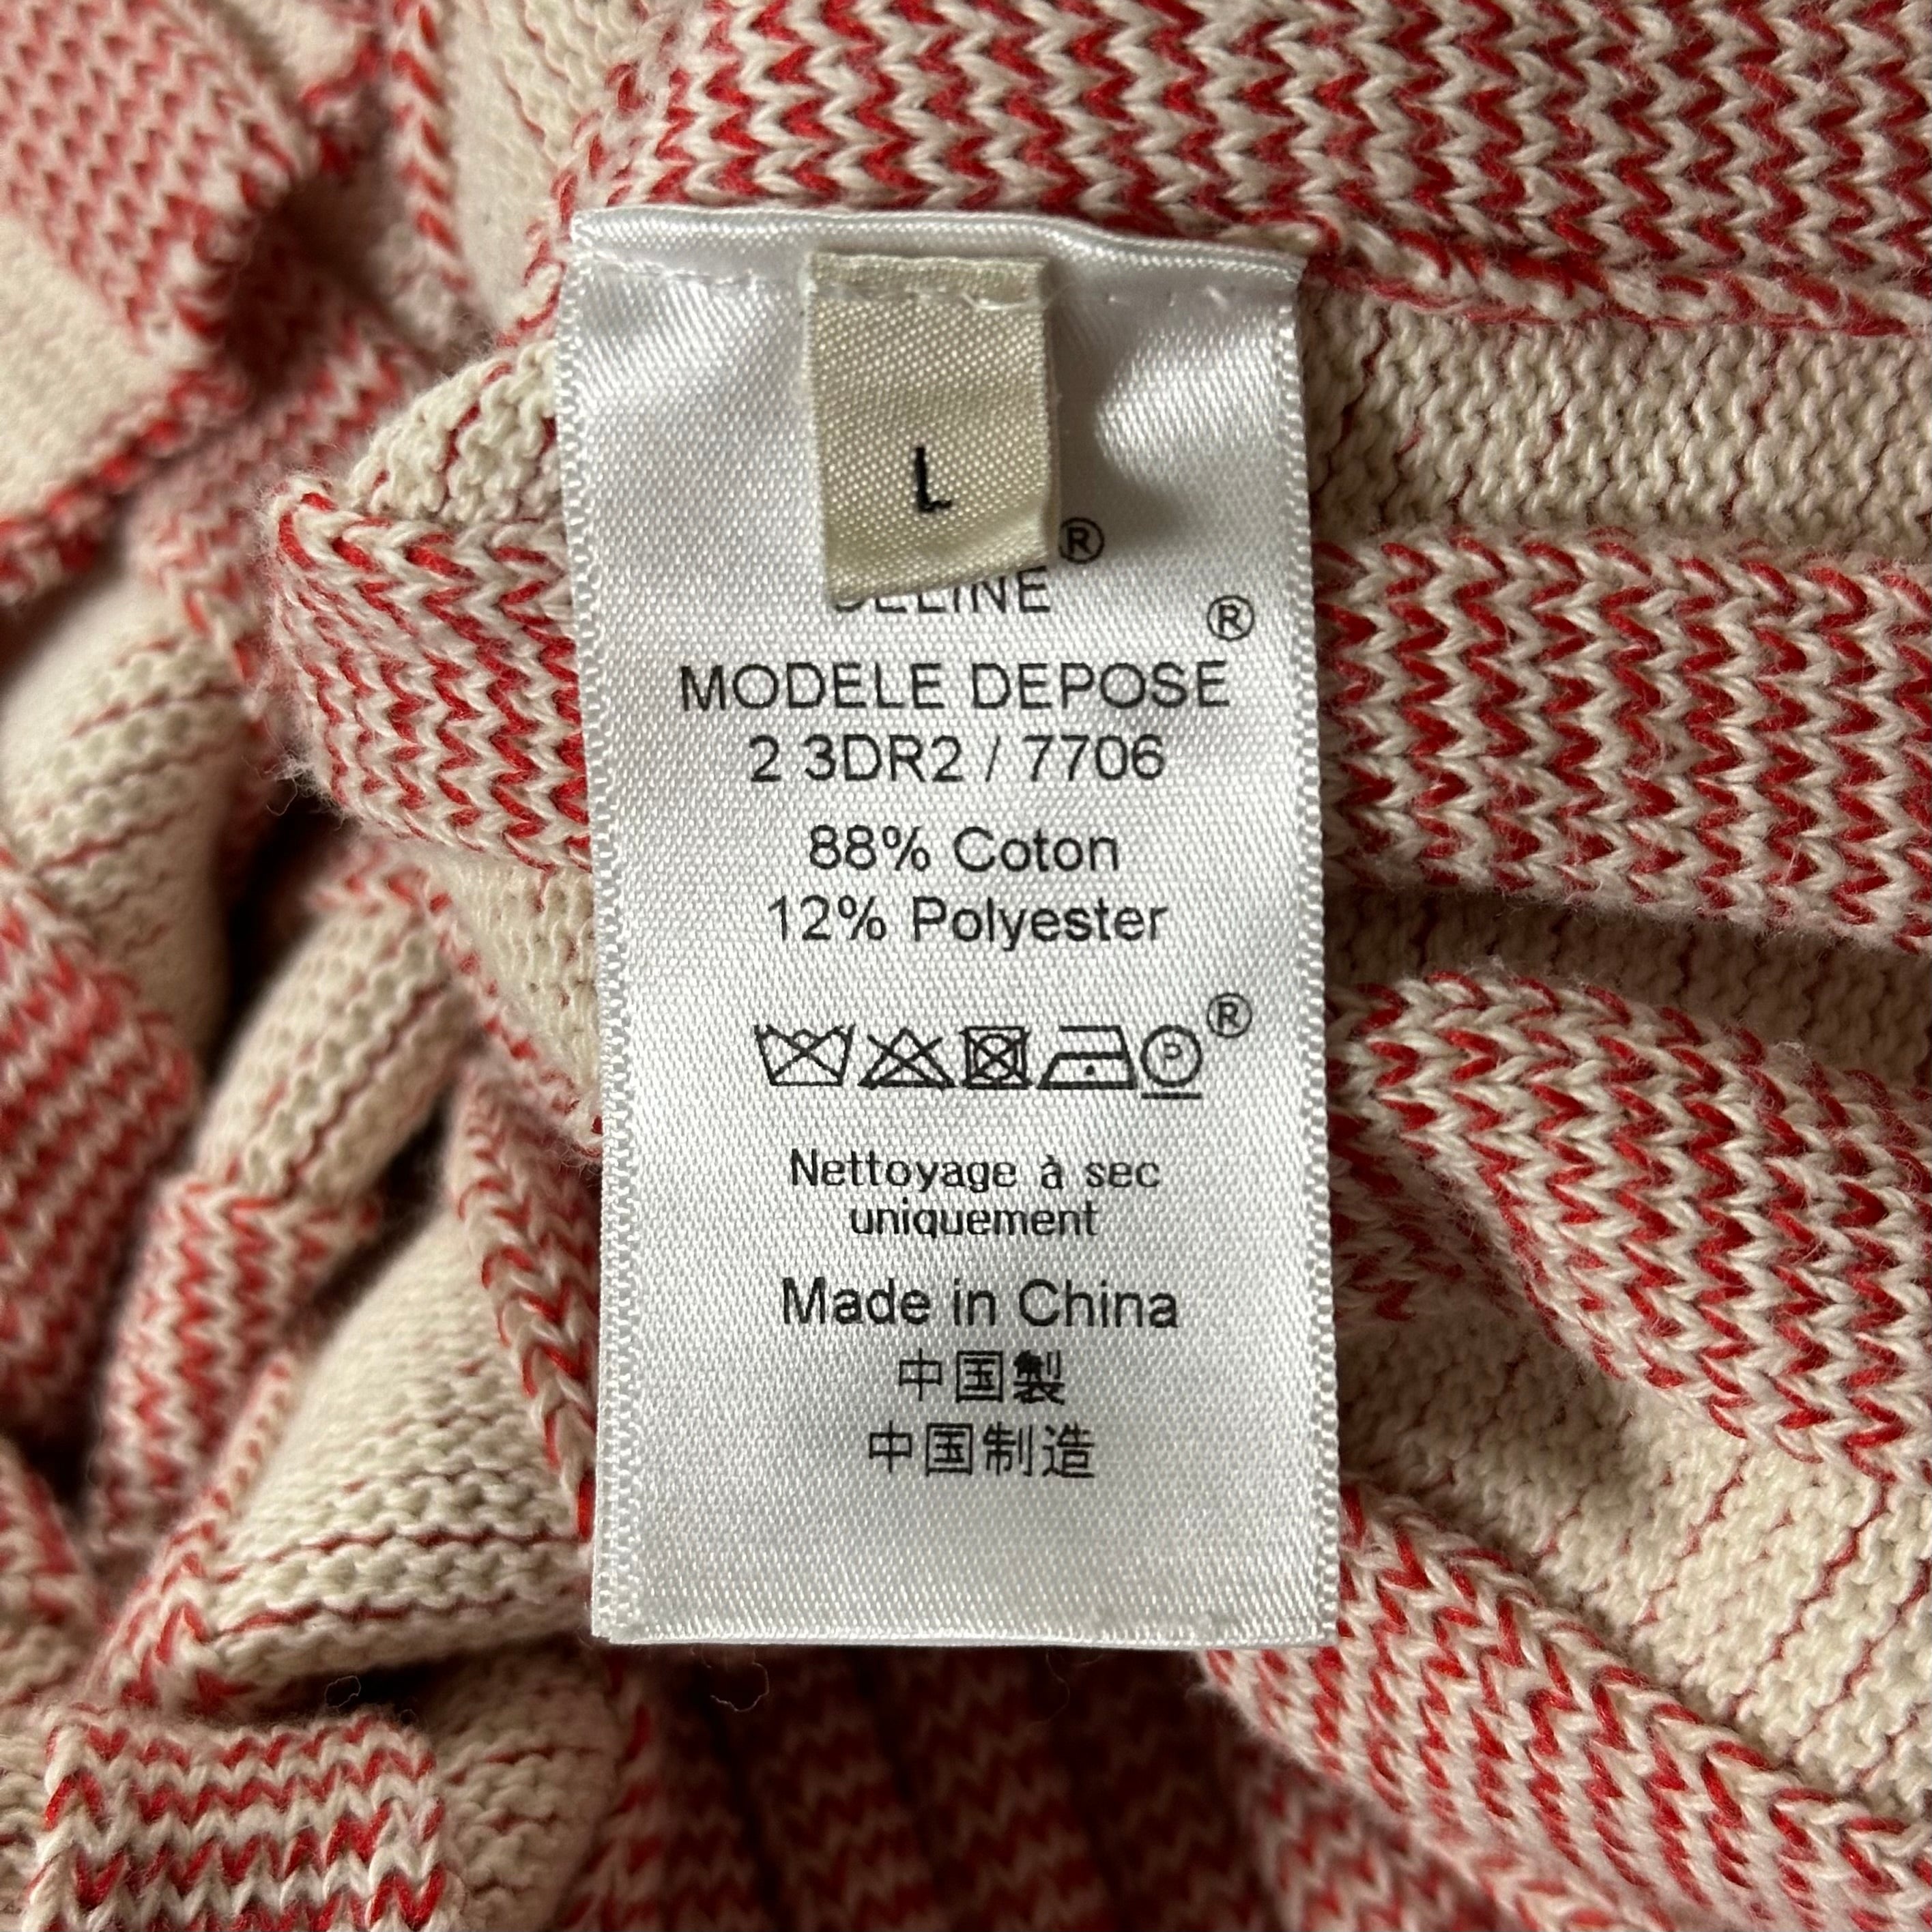 L
CELINE®
MODELE DEPOSE®
2 3DR2 / 7706
88% Coton
12% Polyester
P ®
Nettoyage à sec
uniquement
Made in China
中国製
中国制造